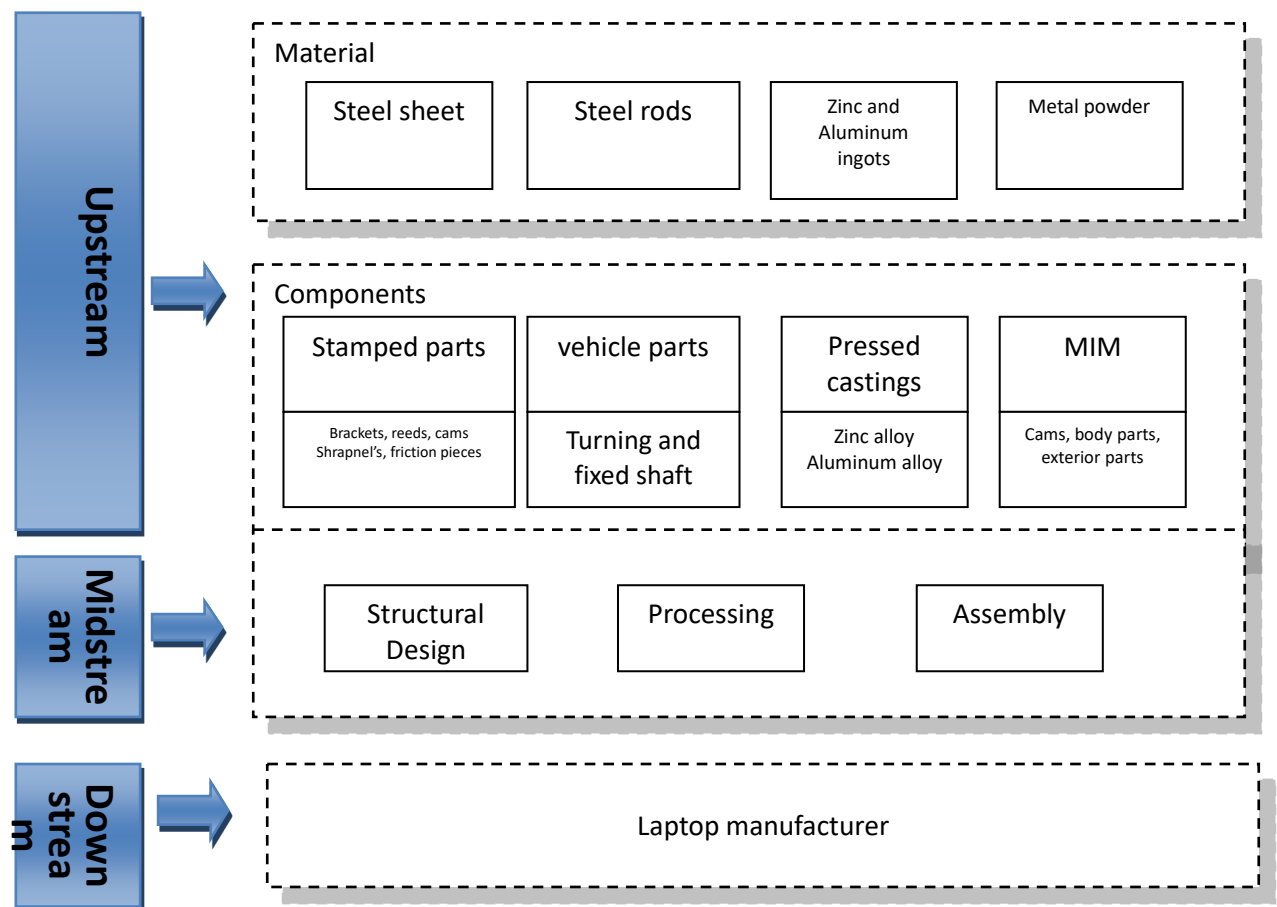 Upstream
Material
Steel sheet
Steel rods
Zinc and
Aluminum
ingots
Metal powder
Components
Stamped parts
vehicle parts
Pressed
castings
MIM
Brackets, reeds, cams
Shrapnel's, friction pieces
Turning and
fixed shaft
Zinc alloy
Aluminum alloy
Cams, body parts,
exterior parts
Midstre
am
Structural
Design
Processing
Assembly
Down
strea
m
Laptop manufacturer